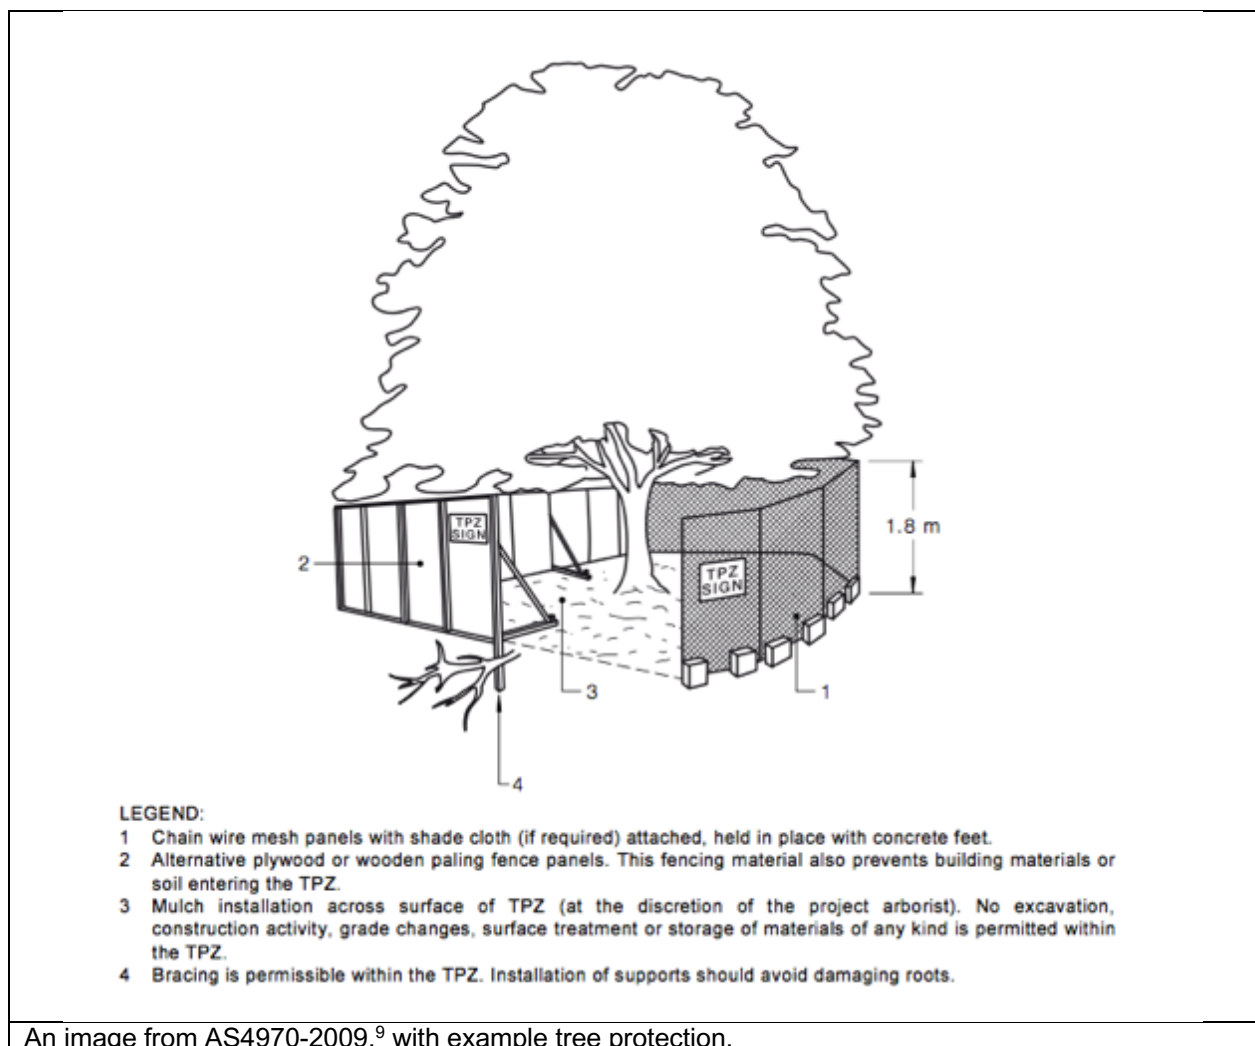 TPZ
SIGN
1.8 m
2
TPZ
SIGN
3
1
4
LEGEND:
1 Chain wire mesh panels with shade cloth (if required) attached, held in place with concrete feet.
2 Alternative plywood or wooden paling fence panels. This fencing material also prevents building materials or
soil entering the TPZ.
3 Mulch installation across surface of TPZ (at the discretion of the project arborist). No excavation,
construction activity, grade changes, surface treatment or storage of materials of any kind is permitted within
the TPZ.
4 Bracing is permissible within the TPZ. Installation of supports should avoid damaging roots.
An image from AS4970-2009,⁹ with example tree protection.